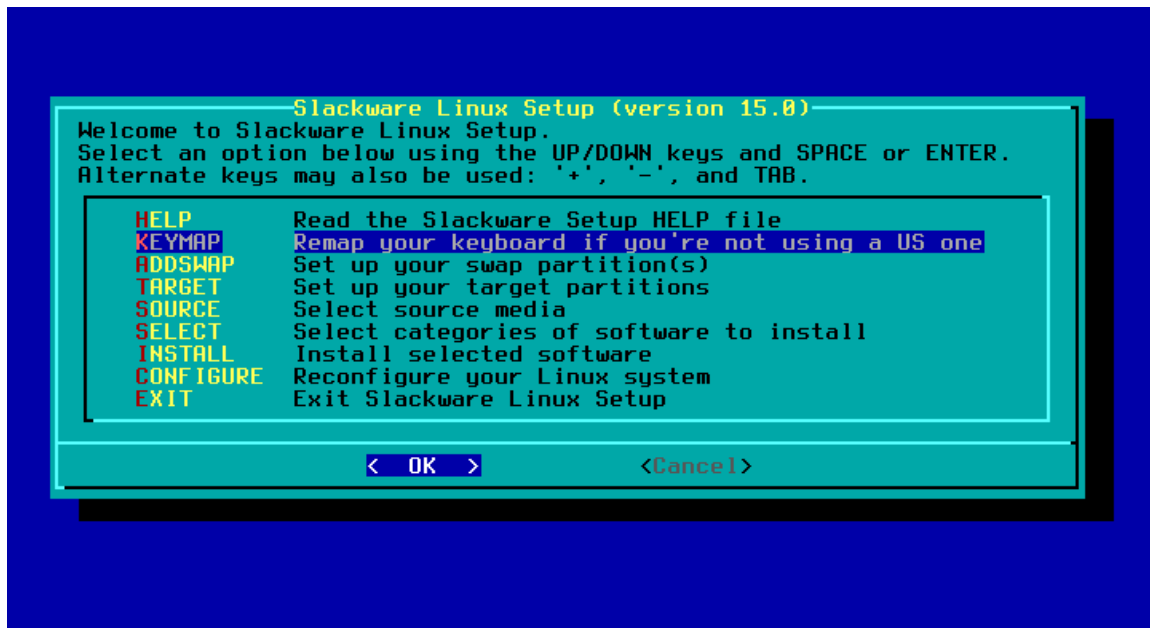 Slackware Linux Setup (version 15.0)
Welcome to Slackware Linux Setup.
Select an option below using the UP/DOWN keys and SPACE or ENTER.
Alternate keys may also be used: '+', '-', and TAB.
HELP Read the Slackware Setup HELP file
KEYMAP Remap your keyboard if you're not using a US one
ADDSWAP Set up your swap partition(s)
TARGET Set up your target partitions
SOURCE Select source media
SELECT Select categories of software to install
INSTALL Install selected software
CONFIGURE Reconfigure your Linux system
EXIT Exit Slackware Linux Setup
< OK > <Cancel>